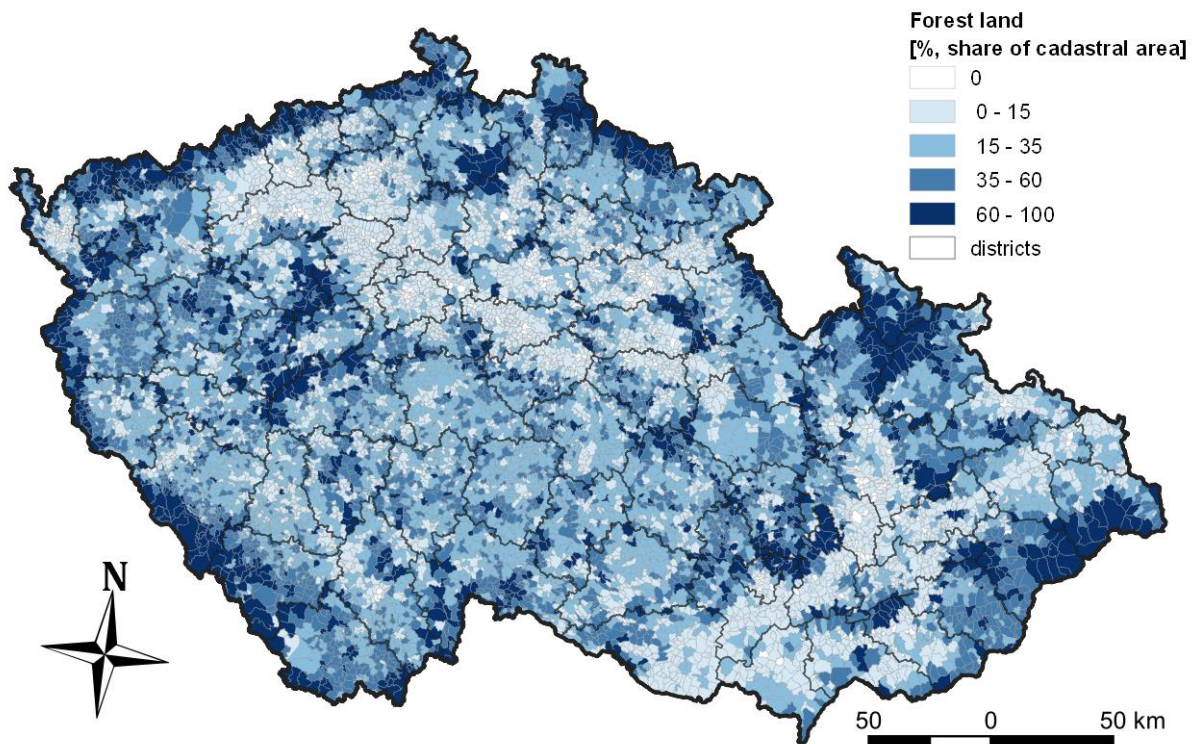 Forest land
[%, share of cadastral area]
0
0 - 15
15 - 35
35 - 60
60 - 100
districts
N
50 0 50 km